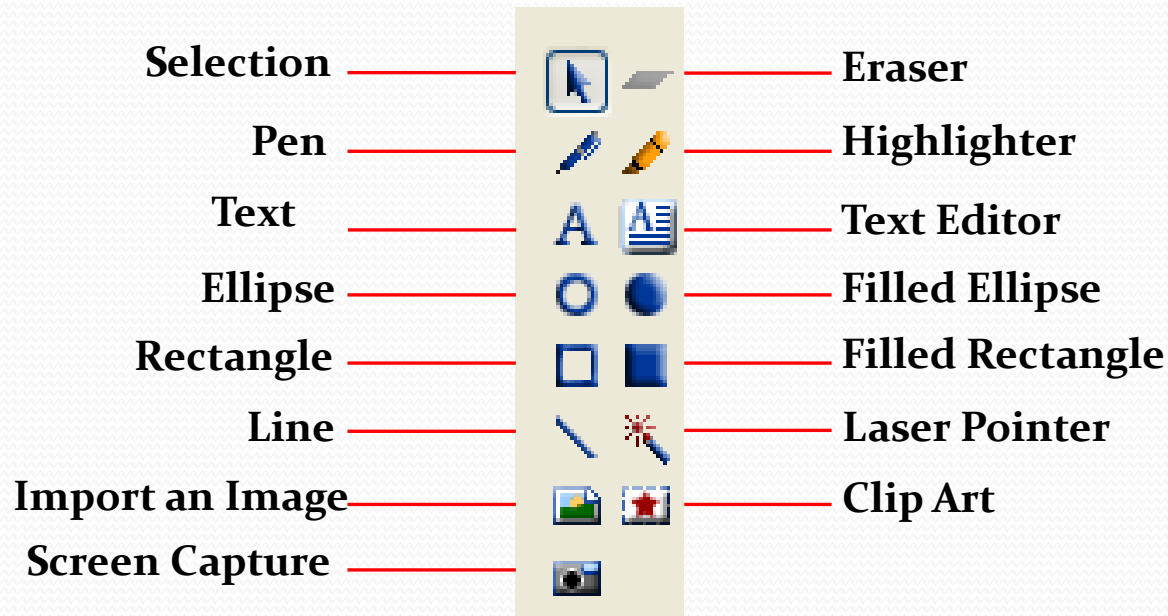 Selection
Eraser
Pen
Highlighter
Text
Text Editor
Ellipse
Filled Ellipse
Rectangle
Filled Rectangle
Line
Laser Pointer
Import an Image
Clip Art
Screen Capture